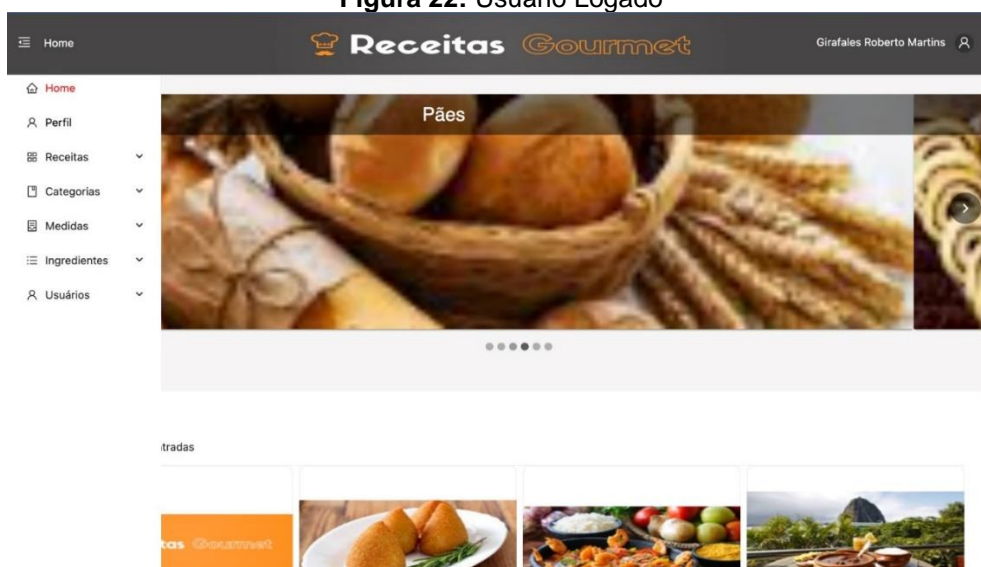 Figura 22: Usuário Logado
Home
Receitas Gourmet
Girafales Roberto Martins
Home
Perfil
Receitas
Categorias
Medidas
Ingredientes
Usuários
Pães
tradas
tas Gourmet